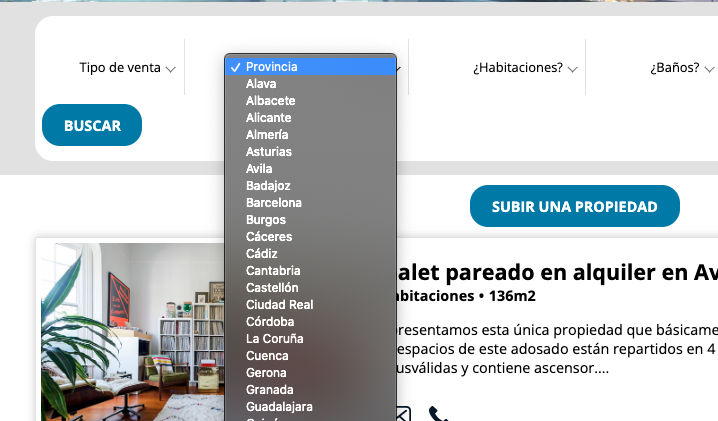 Tipo de venta
Provincia
¿Habitaciones?
¿Baños?
Alava
Albacete
Alicante
Almería
Asturias
Avila
Badajoz
Barcelona
Burgos
Cáceres
Cádiz
Cantabria
Castellón
Ciudad Real
Córdoba
La Coruña
Cuenca
Gerona
Granada
Guadalajara
BUSCAR
SUBIR UNA PROPIEDAD
alet pareado en alquiler en Av
abitaciones • 136m2
presentamos esta única propiedad que básicame
espacios de este adosado están repartidos en 4
usválidas y contiene ascensor....